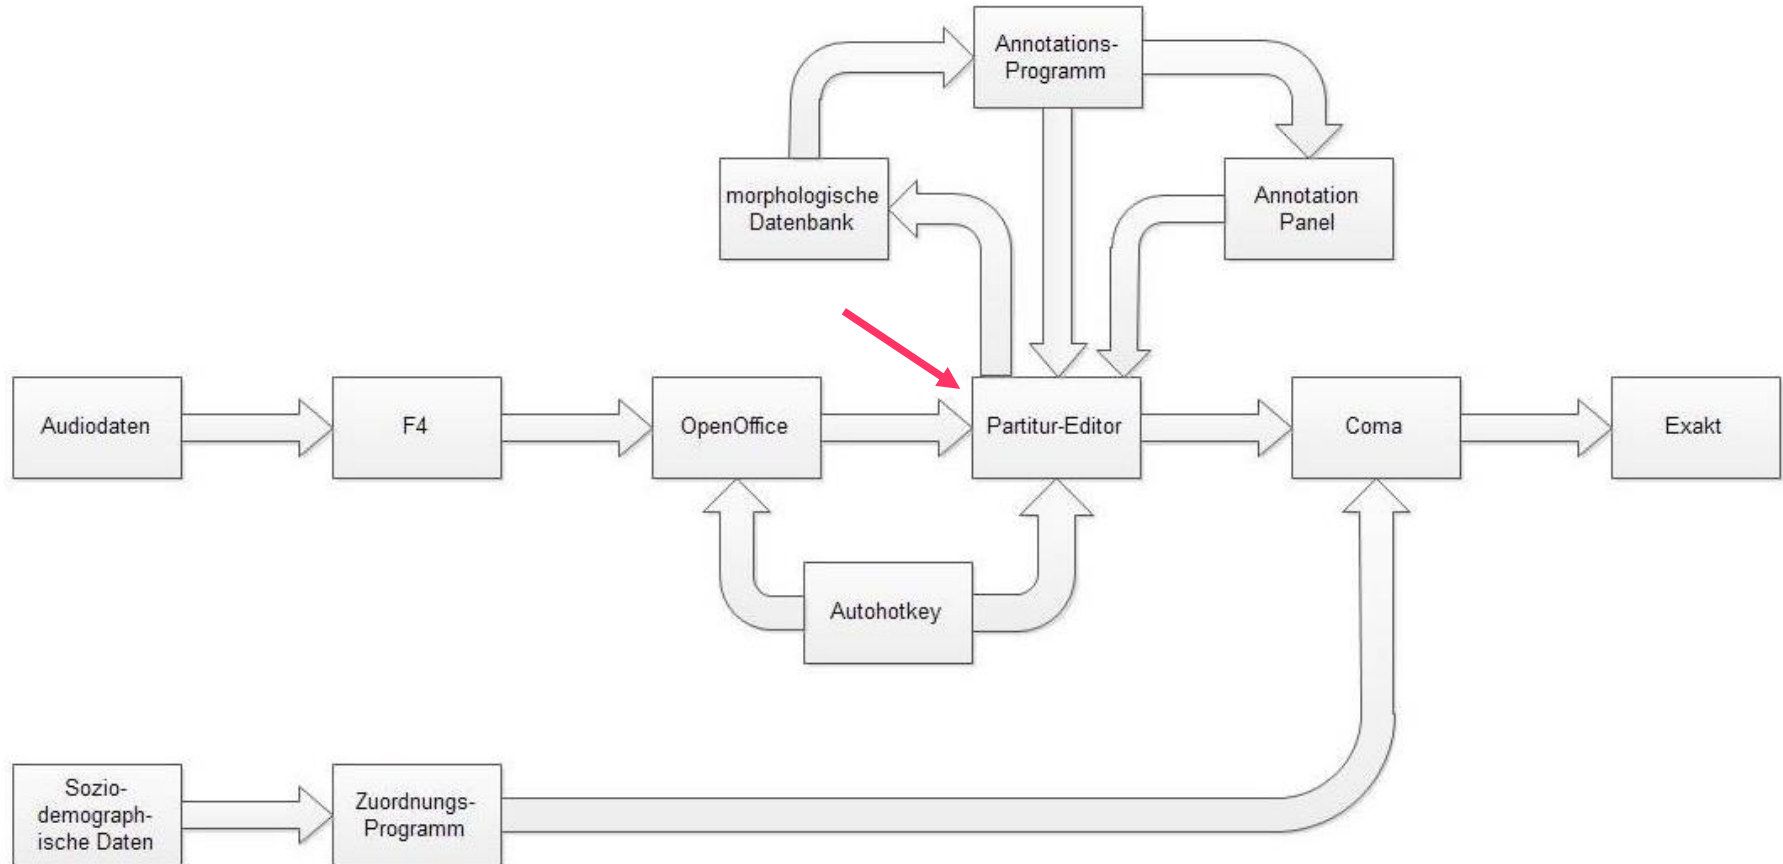 Annotations-
Programm
morphologische
Datenbank
Annotation
Panel
Audiodaten
F4
OpenOffice
Partitur-Editor
Coma
Exakt
Autohotkey
Sozio-
demograph-
ische Daten
Zuordnungs-
Programm